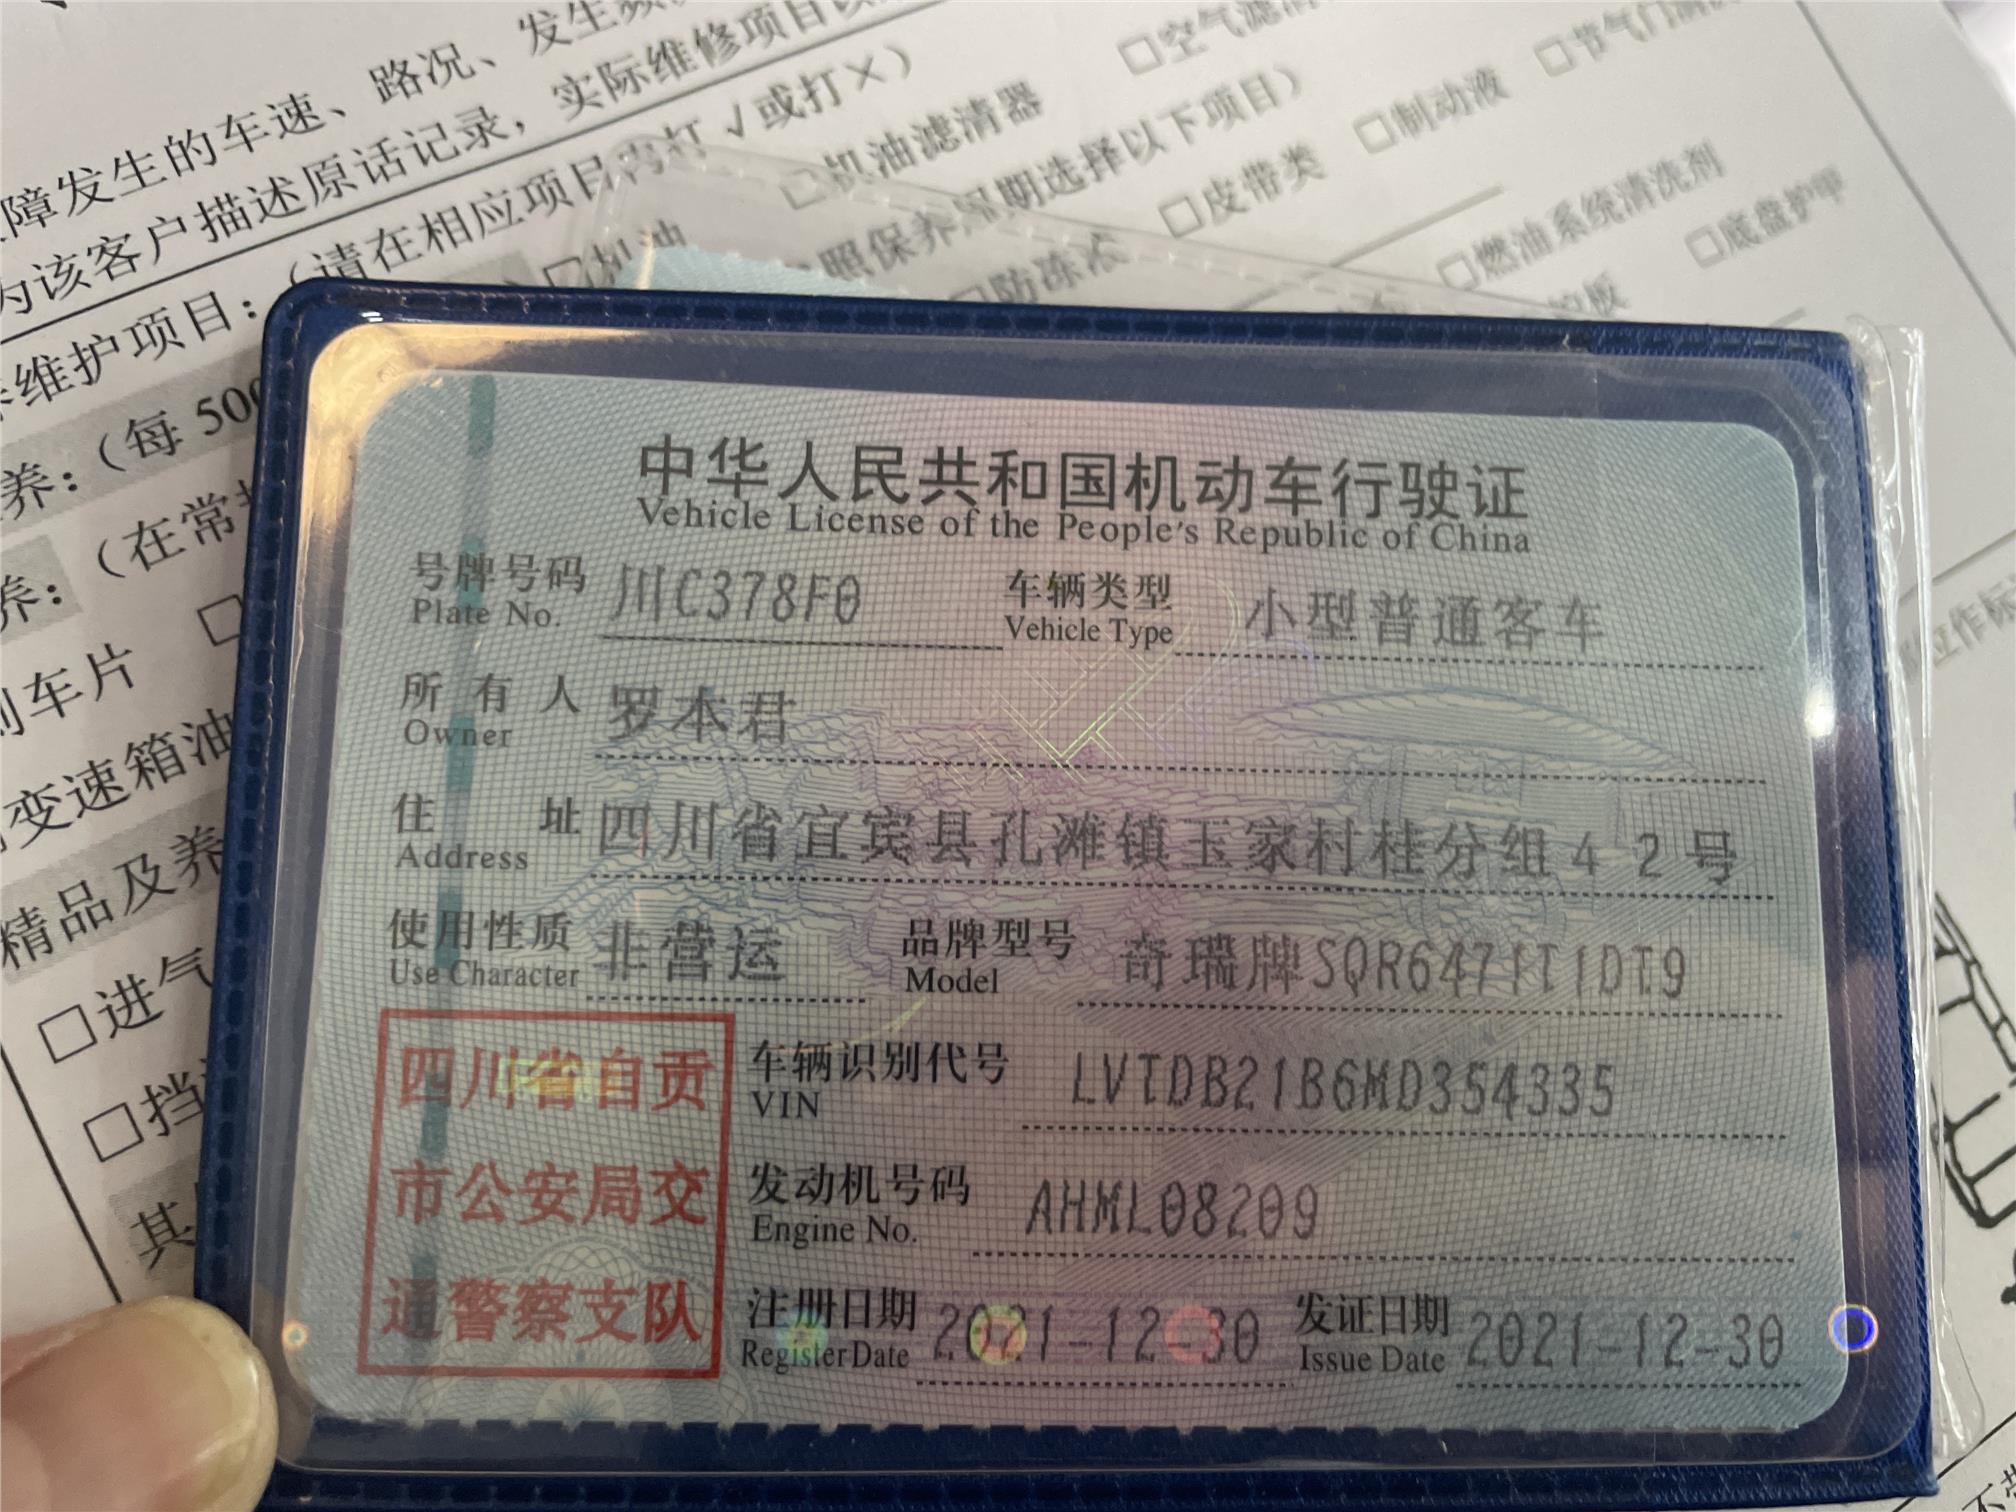 障发生的车速、路况、发生频
为该客户描述原话记录，实际维修项目以
维护项目：（请在相应项目内打√或打×）
□机油
□机油滤清器
□空气滤清
养：（每 500
照保养周期选择以下项目）
□节气门清洗
养：（在常规
□防冻液
□皮带类
□制动液
刹车片
□燃油系统清洗剂
变速箱油
护板
□底盘护甲
精品及养
□进气
□挡
其
中华人民共和国机动车行驶证
Vehicle License of the People's Republic of China
号牌号码 川C378F0 车辆类型 小型普通客车
Plate No. Vehicle Type
所有人 罗本君
Owner
住址 四川省宜宾县孔滩镇玉家村桂分组42号
Address
使用性质 非营运 品牌型号 奇瑞牌SQR6471T1DT9
Use Character Model
四川省自贡
市公安局交
通警察支队
车辆识别代号 LVTDB21B6MD354335
VIN
发动机号码 AHML08209
Engine No.
注册日期 2021-12-30 发证日期 2021-12-30
Register Date Issue Date